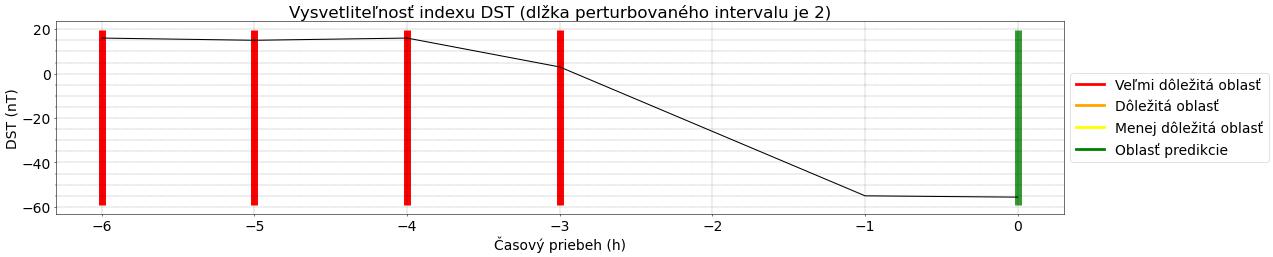 Vysvetliteľnosť indexu DST (dlžka perturbovaného intervalu je 2)
DST (nT)
20
0
−20
−40
−60
−6
−5
−4
−3
−2
−1
0
Časový priebeh (h)
Veľmi dôležitá oblasť
Dôležitá oblasť
Menej dôležitá oblasť
Oblasť predikcie